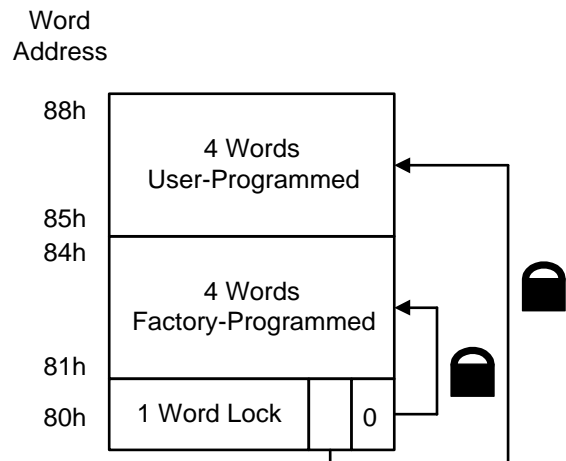 Word
Address
88h
4 Words
User-Programmed
85h
84h
4 Words
Factory-Programmed
81h
80h
1 Word Lock
0